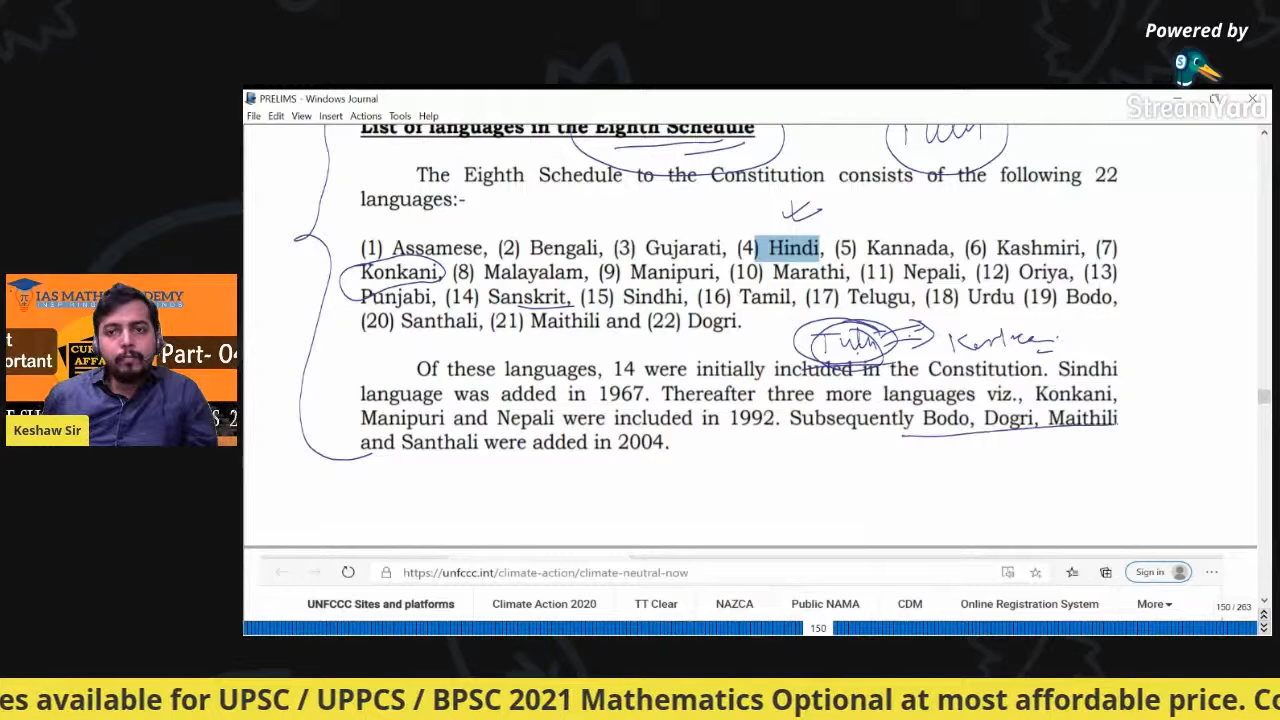 Powered by
StreamYard
PRELIMS - Windows Journal
File Edit View Insert Actions Tools Help
List of languages in the Eighth Schedule
The Eighth Schedule to the Constitution consists of the following 22
languages:-
(1) Assamese, (2) Bengali, (3) Gujarati, (4) Hindi, (5) Kannada, (6) Kashmiri, (7)
Konkani, (8) Malayalam, (9) Manipuri, (10) Marathi, (11) Nepali, (12) Oriya, (13)
Punjabi, (14) Sanskrit, (15) Sindhi, (16) Tamil, (17) Telugu, (18) Urdu (19) Bodo,
(20) Santhali, (21) Maithili and (22) Dogri.
Tulu
Of these languages, 14 were initially included in the Constitution. Sindhi
language was added in 1967. Thereafter three more languages viz., Konkani,
Manipuri and Nepali were included in 1992. Subsequently Bodo, Dogri, Maithili
and Santhali were added in 2004.
https://unfccc.int/climate-action/climate-neutral-now
Sign in
UNFCCC Sites and platforms Climate Action 2020 TT Clear NAZCA Public NAMA CDM Online Registration System More
150 / 263
150
IAS MATH
EMY
INSPIRING
NDS
ortant
Part- 04
Keshaw Sir
es available for UPSC / UPPCS / BPSC 2021 Mathematics Optional at most affordable price. Co